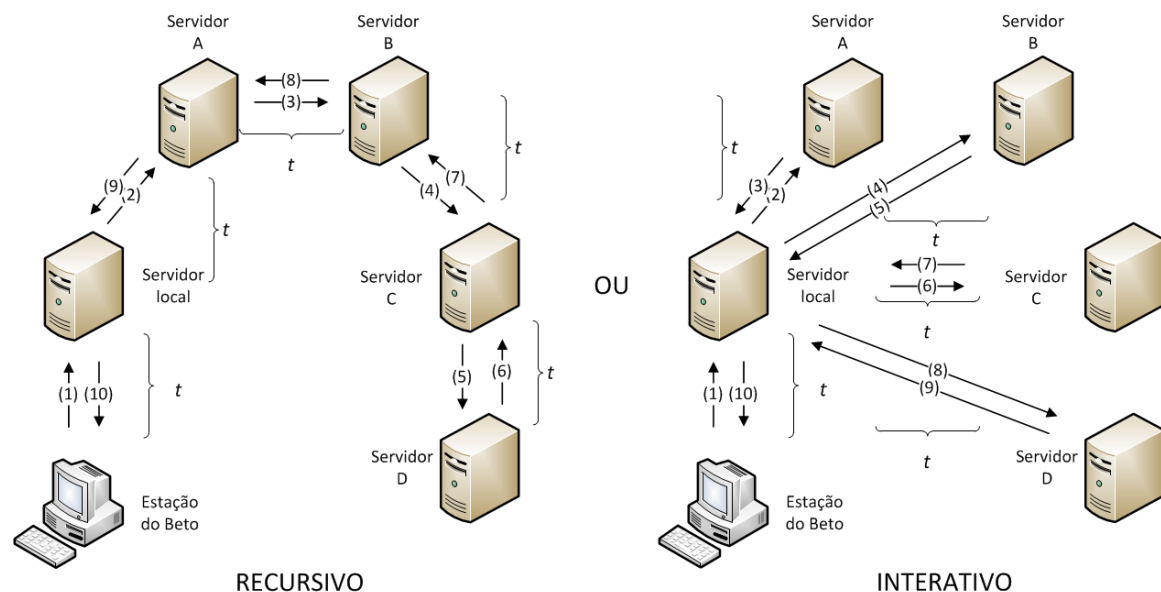 Servidor
A
Servidor
B
(8)
(3)
t
t
(9)
(2)
(7)
(4)
t
Servidor
local
Servidor
C
(1)
(10)
t
(5)
(6)
t
Servidor
D
Estação
do Beto
RECURSIVO
OU
Servidor
A
Servidor
B
t
(3)
(2)
(4)
(5)
t
(7)
(6)
t
Servidor
local
Servidor
C
(1)
(10)
t
(8)
(9)
t
Servidor
D
Estação
do Beto
INTERATIVO